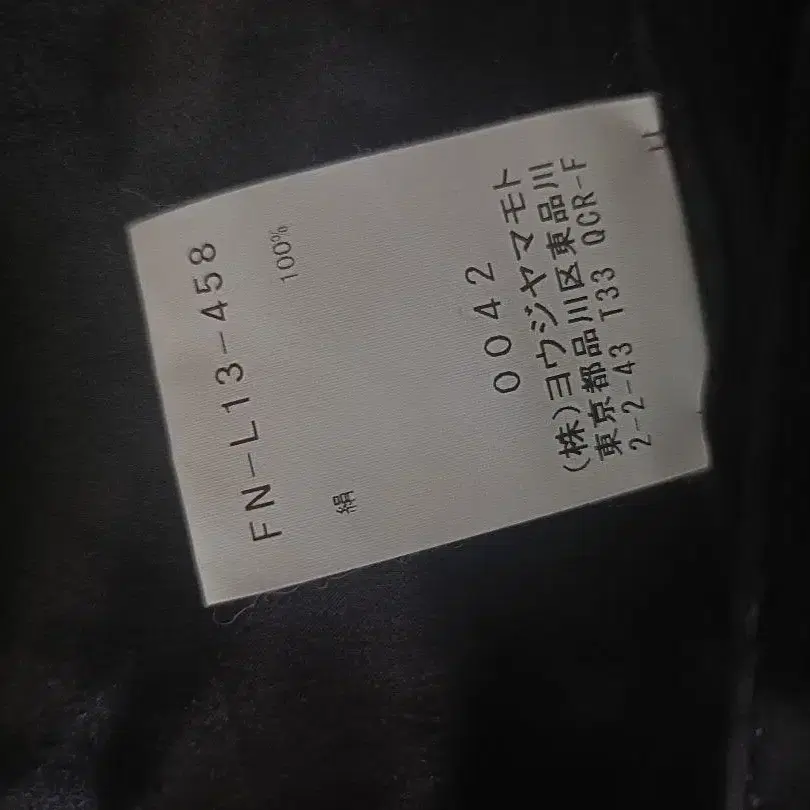 FN-L13-458
絹 100%
0042
(株)ヨウジヤマモト
東京都品川区東品川
2-2-43 T33 QCR-F